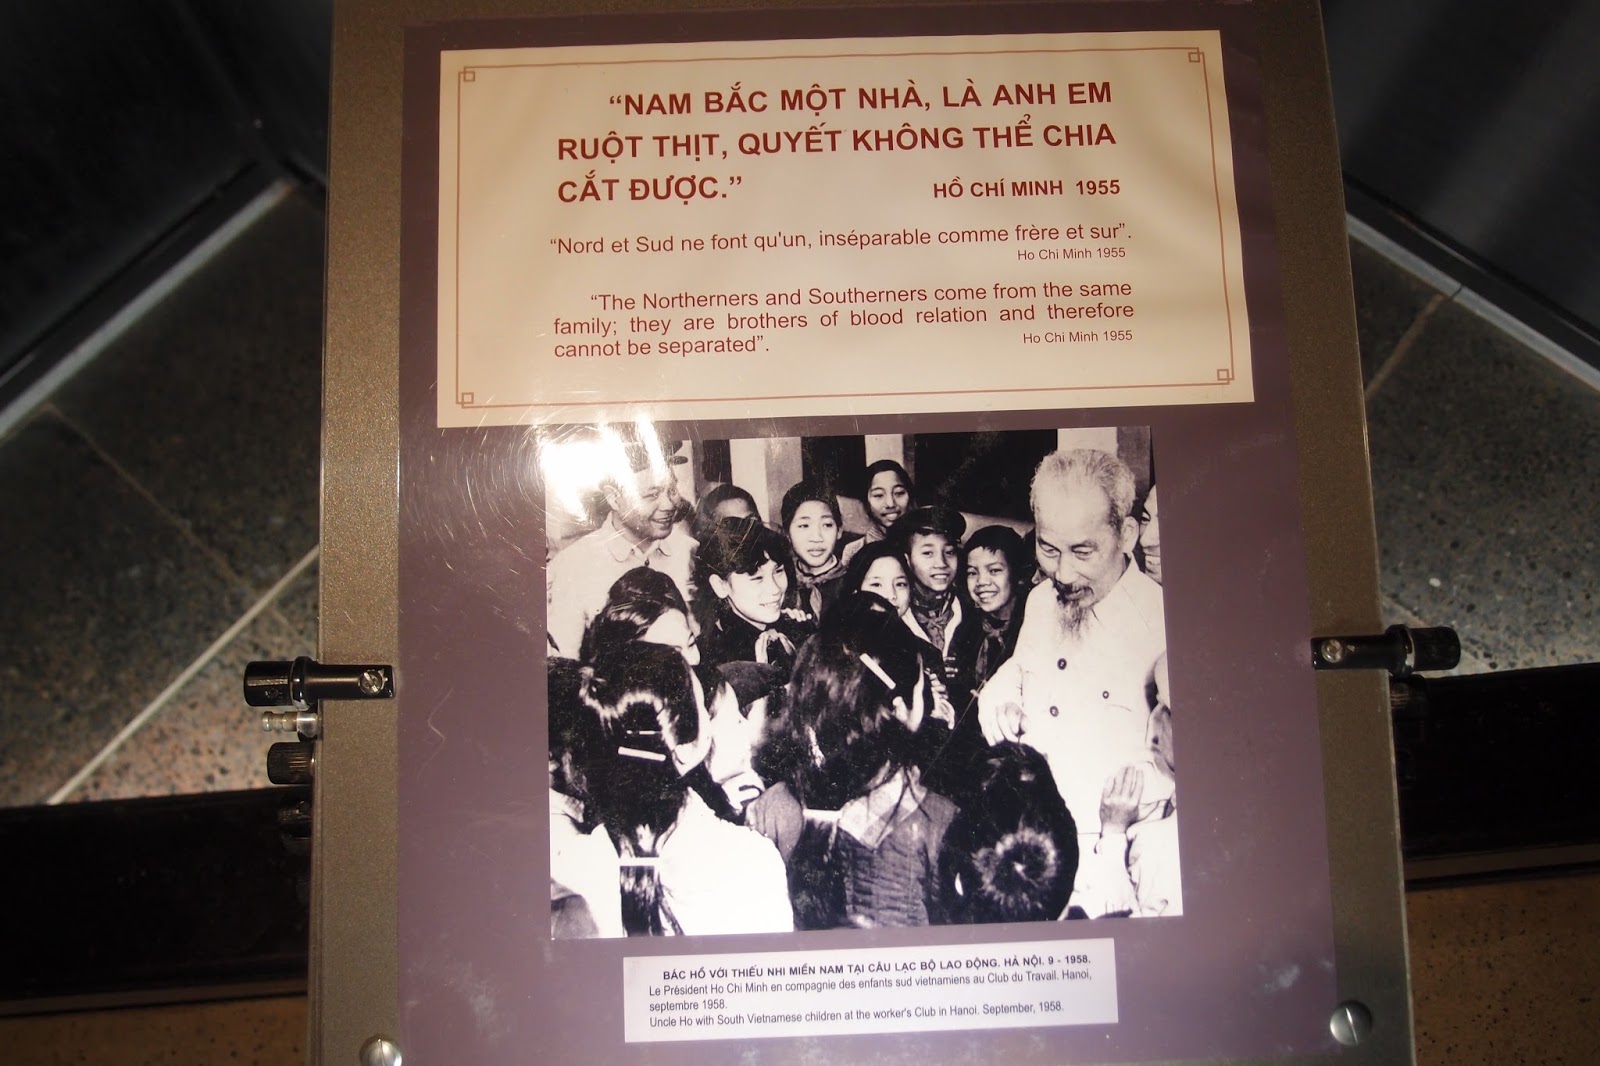 “NAM BẮC MỘT NHÀ, LÀ ANH EM
RUỘT THỊT, QUYẾT KHÔNG THỂ CHIA
CẮT ĐƯỢC.”
HỒ CHÍ MINH 1955
“Nord et Sud ne font qu'un, inséparable comme frère et sur”.
Ho Chi Minh 1955
“The Northerners and Southerners come from the same
family; they are brothers of blood relation and therefore
cannot be separated”.
Ho Chi Minh 1955
BÁC HỒ VỚI THIẾU NHI MIỀN NAM TẠI CÂU LẠC BỘ LAO ĐỘNG. HÀ NỘI. 9 - 1958.
Le Président Ho Chi Minh en compagnie des enfants sud vietnamiens au Club du Travail. Hanoi,
septembre 1958.
Uncle Ho with South Vietnamese children at the worker's Club in Hanoi. September, 1958.